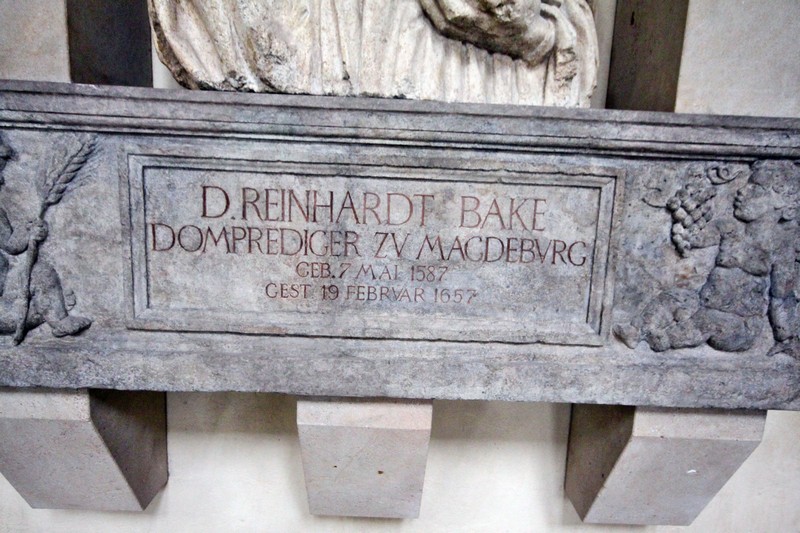 D. REINHARDT BAKE
DOMPREDIGER ZV MAGDEBVRG
GEB. 7 MAI. 1587
GEST. 19 FEBRVAR 1657